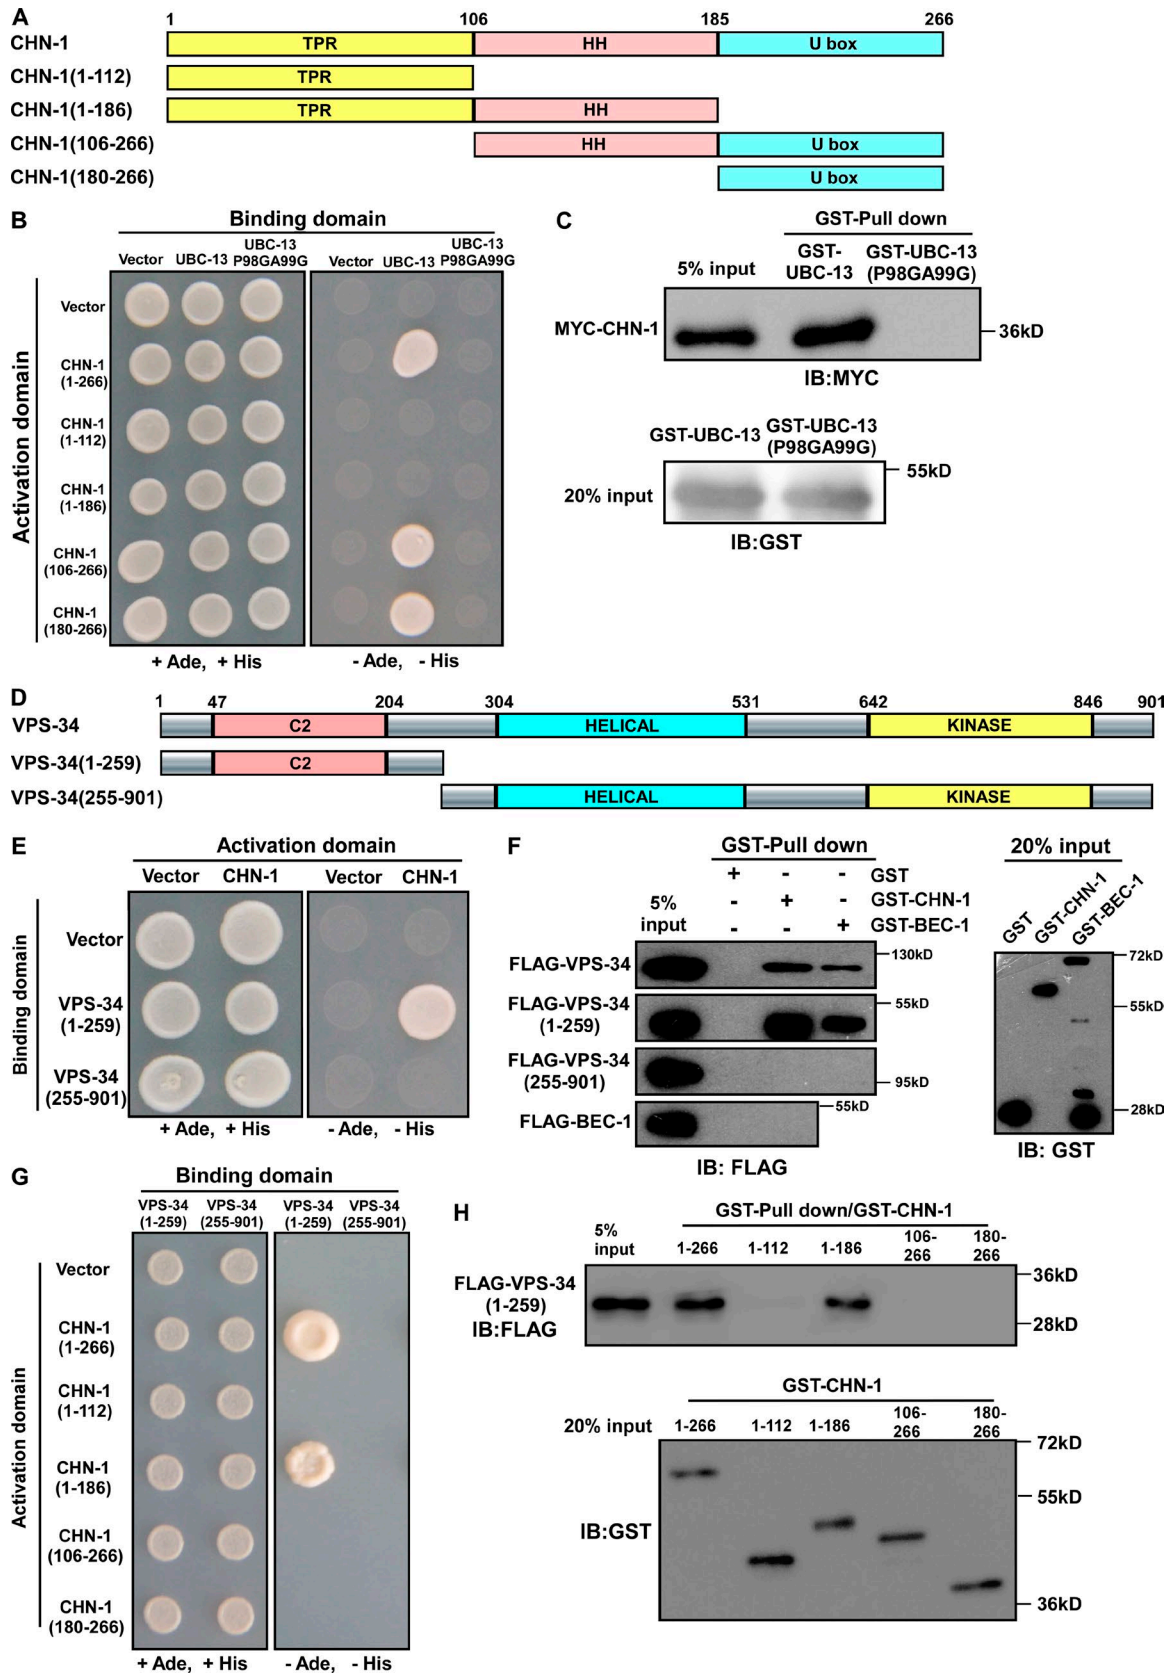 A
1 106 185 266
CHN-1 TPR HH U box
CHN-1(1-112) TPR
CHN-1(1-186) TPR HH
CHN-1(106-266) HH U box
CHN-1(180-266) U box
B
Binding domain
Vector UBC-13 UBC-13 P98GA99G Vector UBC-13 UBC-13 P98GA99G
Activation domain
Vector
CHN-1
(1-266)
CHN-1
(1-112)
CHN-1
(1-186)
CHN-1
(106-266)
CHN-1
(180-266)
+ Ade, + His - Ade, - His
C
GST-Pull down
5% input GST-UBC-13 GST-UBC-13 (P98GA99G)
MYC-CHN-1 36kD
IB:MYC
GST-UBC-13 GST-UBC-13 (P98GA99G)
55kD
20% input
IB:GST
D
1 47 204 304 531 642 846 901
VPS-34 C2 HELICAL KINASE
VPS-34(1-259) C2
VPS-34(255-901) HELICAL KINASE
E
Activation domain
Vector CHN-1 Vector CHN-1
Binding domain
Vector
VPS-34
(1-259)
VPS-34
(255-901)
+ Ade, + His - Ade, - His
F
GST-Pull down
5% input
+ - - GST
- + - GST-CHN-1
- - + GST-BEC-1
FLAG-VPS-34 130kD
FLAG-VPS-34 55kD
(1-259)
FLAG-VPS-34
(255-901) 95kD
FLAG-BEC-1 55kD
IB: FLAG
20% input
GST GST-CHN-1 GST-BEC-1
72kD
55kD
28kD
IB: GST
G
Binding domain
VPS-34 (1-259) VPS-34 (255-901) VPS-34 (1-259) VPS-34 (255-901)
Activation domain
Vector
CHN-1
(1-266)
CHN-1
(1-112)
CHN-1
(1-186)
CHN-1
(106-266)
CHN-1
(180-266)
+ Ade, + His - Ade, - His
H
GST-Pull down/GST-CHN-1
5% input 1-266 1-112 1-186 106-266 180-266
FLAG-VPS-34 36kD
(1-259)
IB:FLAG 28kD
GST-CHN-1
20% input 1-266 1-112 1-186 106-266 180-266
72kD
55kD
IB:GST
36kD